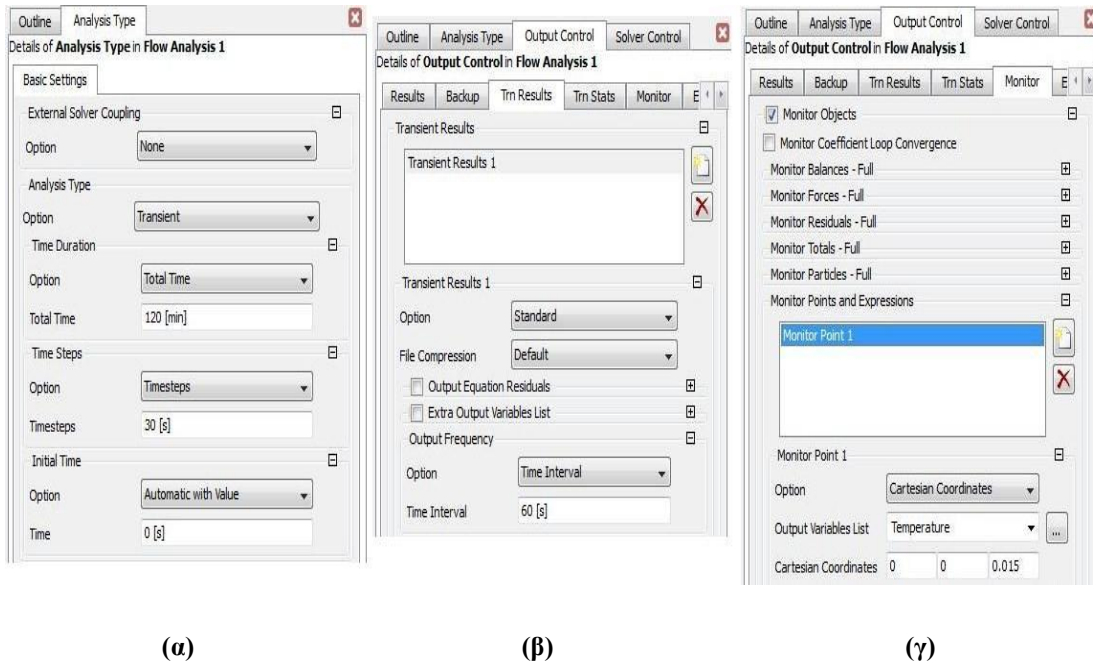 Outline Analysis Type
Details of Analysis Type in Flow Analysis 1
Basic Settings
External Solver Coupling
Option None
Analysis Type
Option Transient
Time Duration
Option Total Time
Total Time 120 [min]
Time Steps
Option Timesteps
Timesteps 30 [s]
Initial Time
Option Automatic with Value
Time 0 [s]
(α)
Outline Analysis Type Output Control Solver Control
Details of Output Control in Flow Analysis 1
Results Backup Trn Results Trn Stats Monitor E
Transient Results
Transient Results 1
Transient Results 1
Option Standard
File Compression Default
Output Equation Residuals
Extra Output Variables List
Output Frequency
Option Time Interval
Time Interval 60 [s]
(β)
Outline Analysis Type Output Control Solver Control
Details of Output Control in Flow Analysis 1
Results Backup Trn Results Trn Stats Monitor E
Monitor Objects
Monitor Coefficient Loop Convergence
Monitor Balances - Full
Monitor Forces - Full
Monitor Residuals - Full
Monitor Totals - Full
Monitor Particles - Full
Monitor Points and Expressions
Monitor Point 1
Monitor Point 1
Option Cartesian Coordinates
Output Variables List Temperature ...
Cartesian Coordinates 0 0 0.015
(γ)